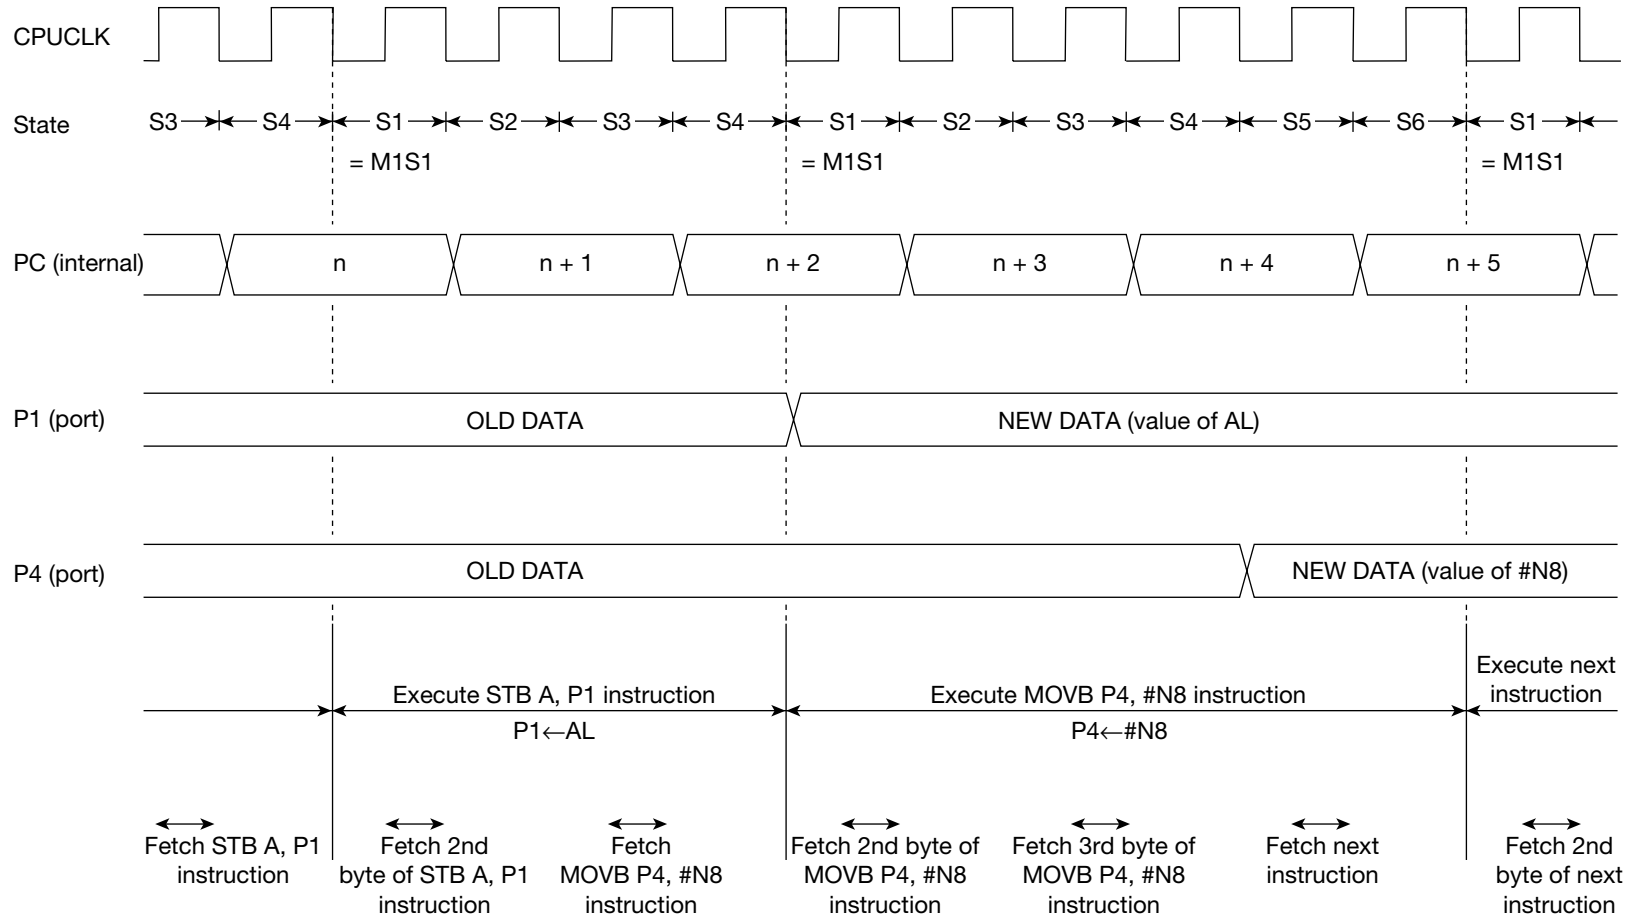 CPUCLK
State S3 S4 S1 S2 S3 S4 S1 S2 S3 S4 S5 S6 S1
= M1S1 = M1S1 = M1S1
PC (internal) n n + 1 n + 2 n + 3 n + 4 n + 5
P1 (port) OLD DATA NEW DATA (value of AL)
P4 (port) OLD DATA NEW DATA (value of #N8)
Execute STB A, P1 instruction
P1←AL
Execute MOVB P4, #N8 instruction
P4←#N8
Execute next
instruction
Fetch STB A, P1
instruction
Fetch 2nd
byte of STB A, P1
instruction
Fetch
MOVB P4, #N8
instruction
Fetch 2nd byte of
MOVB P4, #N8
instruction
Fetch 3rd byte of
MOVB P4, #N8
instruction
Fetch next
instruction
Fetch 2nd
byte of next
instruction